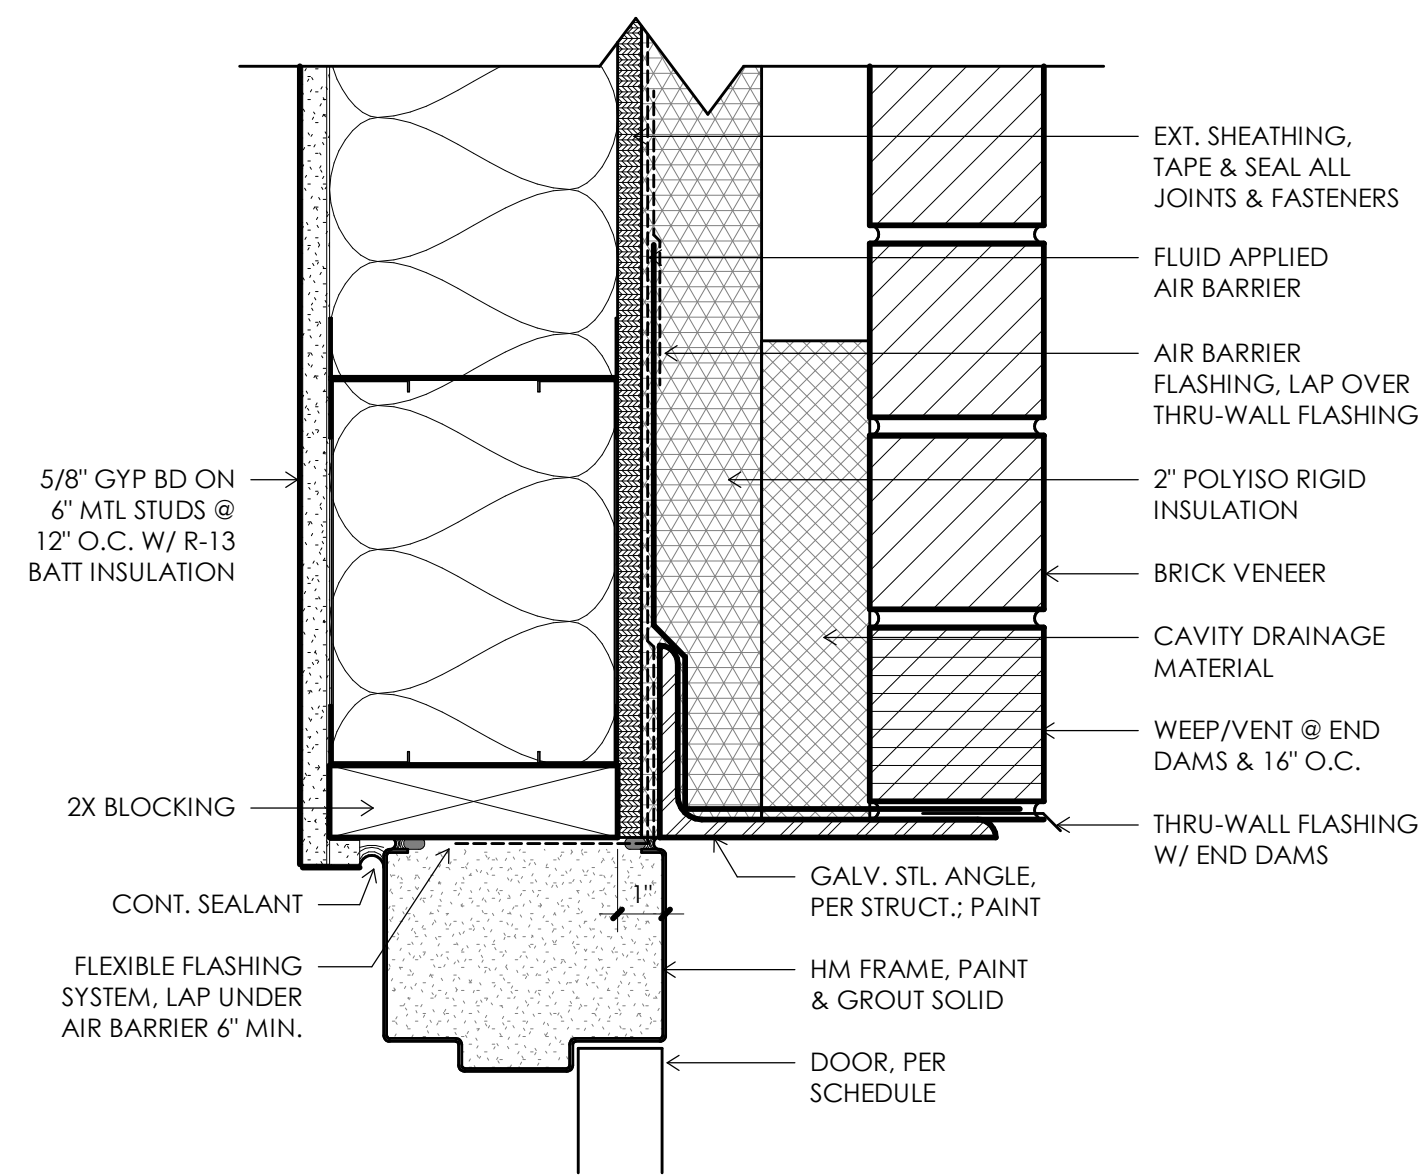 EXT. SHEATHING,
TAPE & SEAL ALL
JOINTS & FASTENERS
FLUID APPLIED
AIR BARRIER
AIR BARRIER
FLASHING, LAP OVER
THRU-WALL FLASHING
5/8" GYP BD ON
6" MTL STUDS @
12" O.C. W/ R-13
BATT INSULATION
2" POLYISO RIGID
INSULATION
BRICK VENEER
CAVITY DRAINAGE
MATERIAL
WEEP/VENT @ END
DAMS & 16" O.C.
2X BLOCKING
THRU-WALL FLASHING
W/ END DAMS
CONT. SEALANT
1"
GALV. STL. ANGLE,
PER STRUCT.; PAINT
FLEXIBLE FLASHING
SYSTEM, LAP UNDER
AIR BARRIER 6" MIN.
HM FRAME, PAINT
& GROUT SOLID
DOOR, PER
SCHEDULE